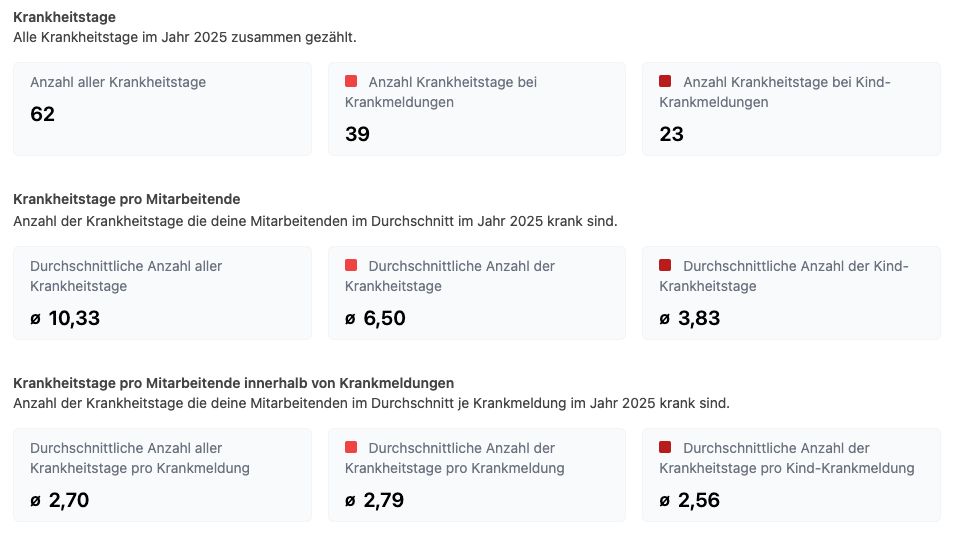 Krankheitstage
Alle Krankheitstage im Jahr 2025 zusammen gezählt.
Anzahl aller Krankheitstage
62
Anzahl Krankheitstage bei
Krankmeldungen
39
Anzahl Krankheitstage bei Kind-
Krankmeldungen
23
Krankheitstage pro Mitarbeitende
Anzahl der Krankheitstage die deine Mitarbeitenden im Durchschnitt im Jahr 2025 krank sind.
Durchschnittliche Anzahl aller
Krankheitstage
ø 10,33
Durchschnittliche Anzahl der
Krankheitstage
ø 6,50
Durchschnittliche Anzahl der Kind-
Krankheitstage
ø 3,83
Krankheitstage pro Mitarbeitende innerhalb von Krankmeldungen
Anzahl der Krankheitstage die deine Mitarbeitenden im Durchschnitt je Krankmeldung im Jahr 2025 krank sind.
Durchschnittliche Anzahl aller
Krankheitstage pro Krankmeldung
ø 2,70
Durchschnittliche Anzahl der
Krankheitstage pro Krankmeldung
ø 2,79
Durchschnittliche Anzahl der
Krankheitstage pro Kind-Krankmeldung
ø 2,56